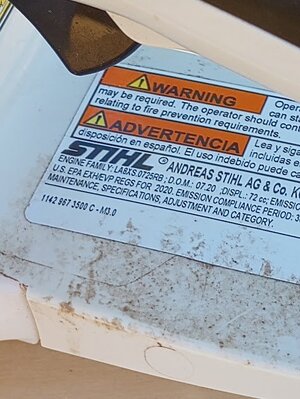 WARNING Oper
may be required. The operator should con can sta
relating to fire prevention requirements.
ADVERTENCIA Lea y siga
disposición en español. El uso indebido puede ca incluidas e
STIHL ® ANDREAS STIHL AG & Co. K
ENGINE FAMILY: LABXS.0725RB · D.O.M.: 07.20 · DISPL.: 72 cc; EMISSIO
U.S. EPA EXH/EVP. REGS FOR 2020, EMISSION COMPLIANCE PERIOD: 3
MAINTENANCE, SPECIFICATIONS, ADJUSTMENT AND CATEGORY.
1142 967 3500 C - M3.0